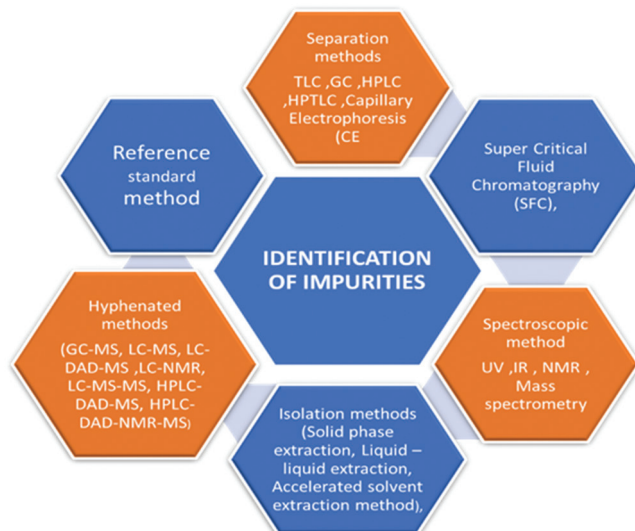 Separation
methods
TLC ,GC ,HPLC
,HPTLC ,Capillary
Electrophoresis
(CE
Super Critical
Fluid
Chromatography
(SFC),
Reference
standard
method
IDENTIFICATION
OF IMPURITIES
Hyphenated
methods
(GC-MS, LC-MS, LC-
DAD-MS ,LC-NMR,
LC-MS-MS, HPLC-
DAD-MS, HPLC-
DAD-NMR-MS)
Spectroscopic
method
UV ,IR , NMR ,
Mass
spectrometry
Isolation methods
(Solid phase
extraction, Liquid –
liquid extraction,
Accelerated solvent
extraction method),